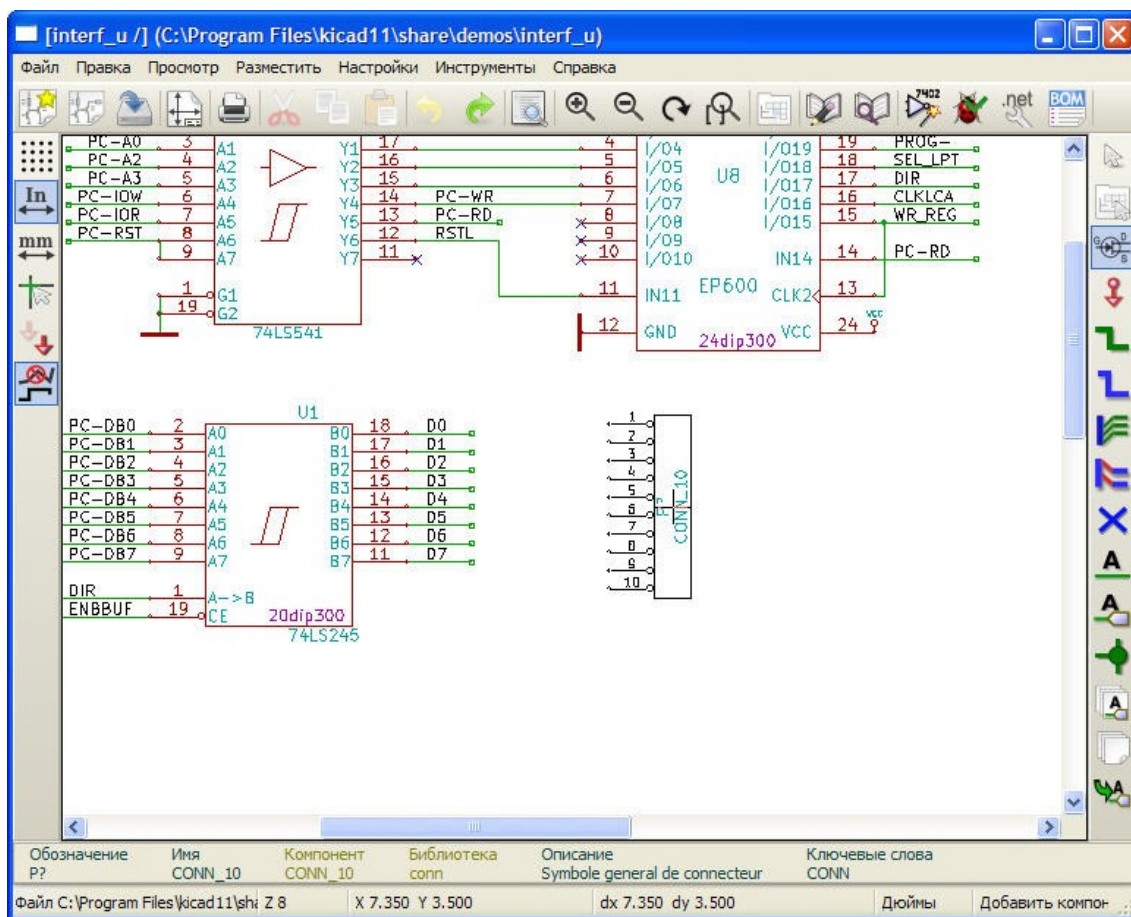 [interf_u /] (C:\Program Files\kicad11\share\demos\interf_u)
Файл Правка Просмотр Разместить Настройки Инструменты Справка
7402 .net BOM
In
mm
PC-A0 3 A1 Y1 17
PC-A2 4 A2 Y2 16
PC-A3 5 A3 Y3 15
PC-IOW 6 A4 Y4 14 PC-WR
PC-IOR 7 A5 Y5 13 PC-RD
PC-RST 8 A6 Y6 12 RSTL
9 A7 Y7 11
1 G1
19 G2
74LS541
4 I/O4 I/O19 19 PROG-
5 I/O5 I/O18 18 SEL_LPT
6 I/O6 U8 I/O17 17 DIR
7 I/O7 I/O16 16 CLKLCA
8 I/O8 I/O15 15 WR_REG
9 I/O9
10 I/O10 IN14 14 PC-RD
EP600
11 IN11 CLK2 13
12 GND VCC 24 VCC
24dip300
U1
PC-DB0 2 A0 B0 18 D0
PC-DB1 3 A1 B1 17 D1
PC-DB2 4 A2 B2 16 D2
PC-DB3 5 A3 B3 15 D3
PC-DB4 6 A4 B4 14 D4
PC-DB5 7 A5 B5 13 D5
PC-DB6 8 A6 B6 12 D6
PC-DB7 9 A7 B7 11 D7
DIR 1 A->B
ENBBUF 19 CE 20dip300
74LS245
1
2
3
4
5
6
7
8
9
10
P?
CONN_10
G D S
A
A
A
A
Обозначение Имя Компонент Библиотека Описание Ключевые слова
P? CONN_10 CONN_10 conn Symbole general de connecteur CONN
Файл C:\Program Files\kicad11\sha Z 8 X 7.350 Y 3.500 dx 7.350 dy 3.500 Дюймы Добавить компон